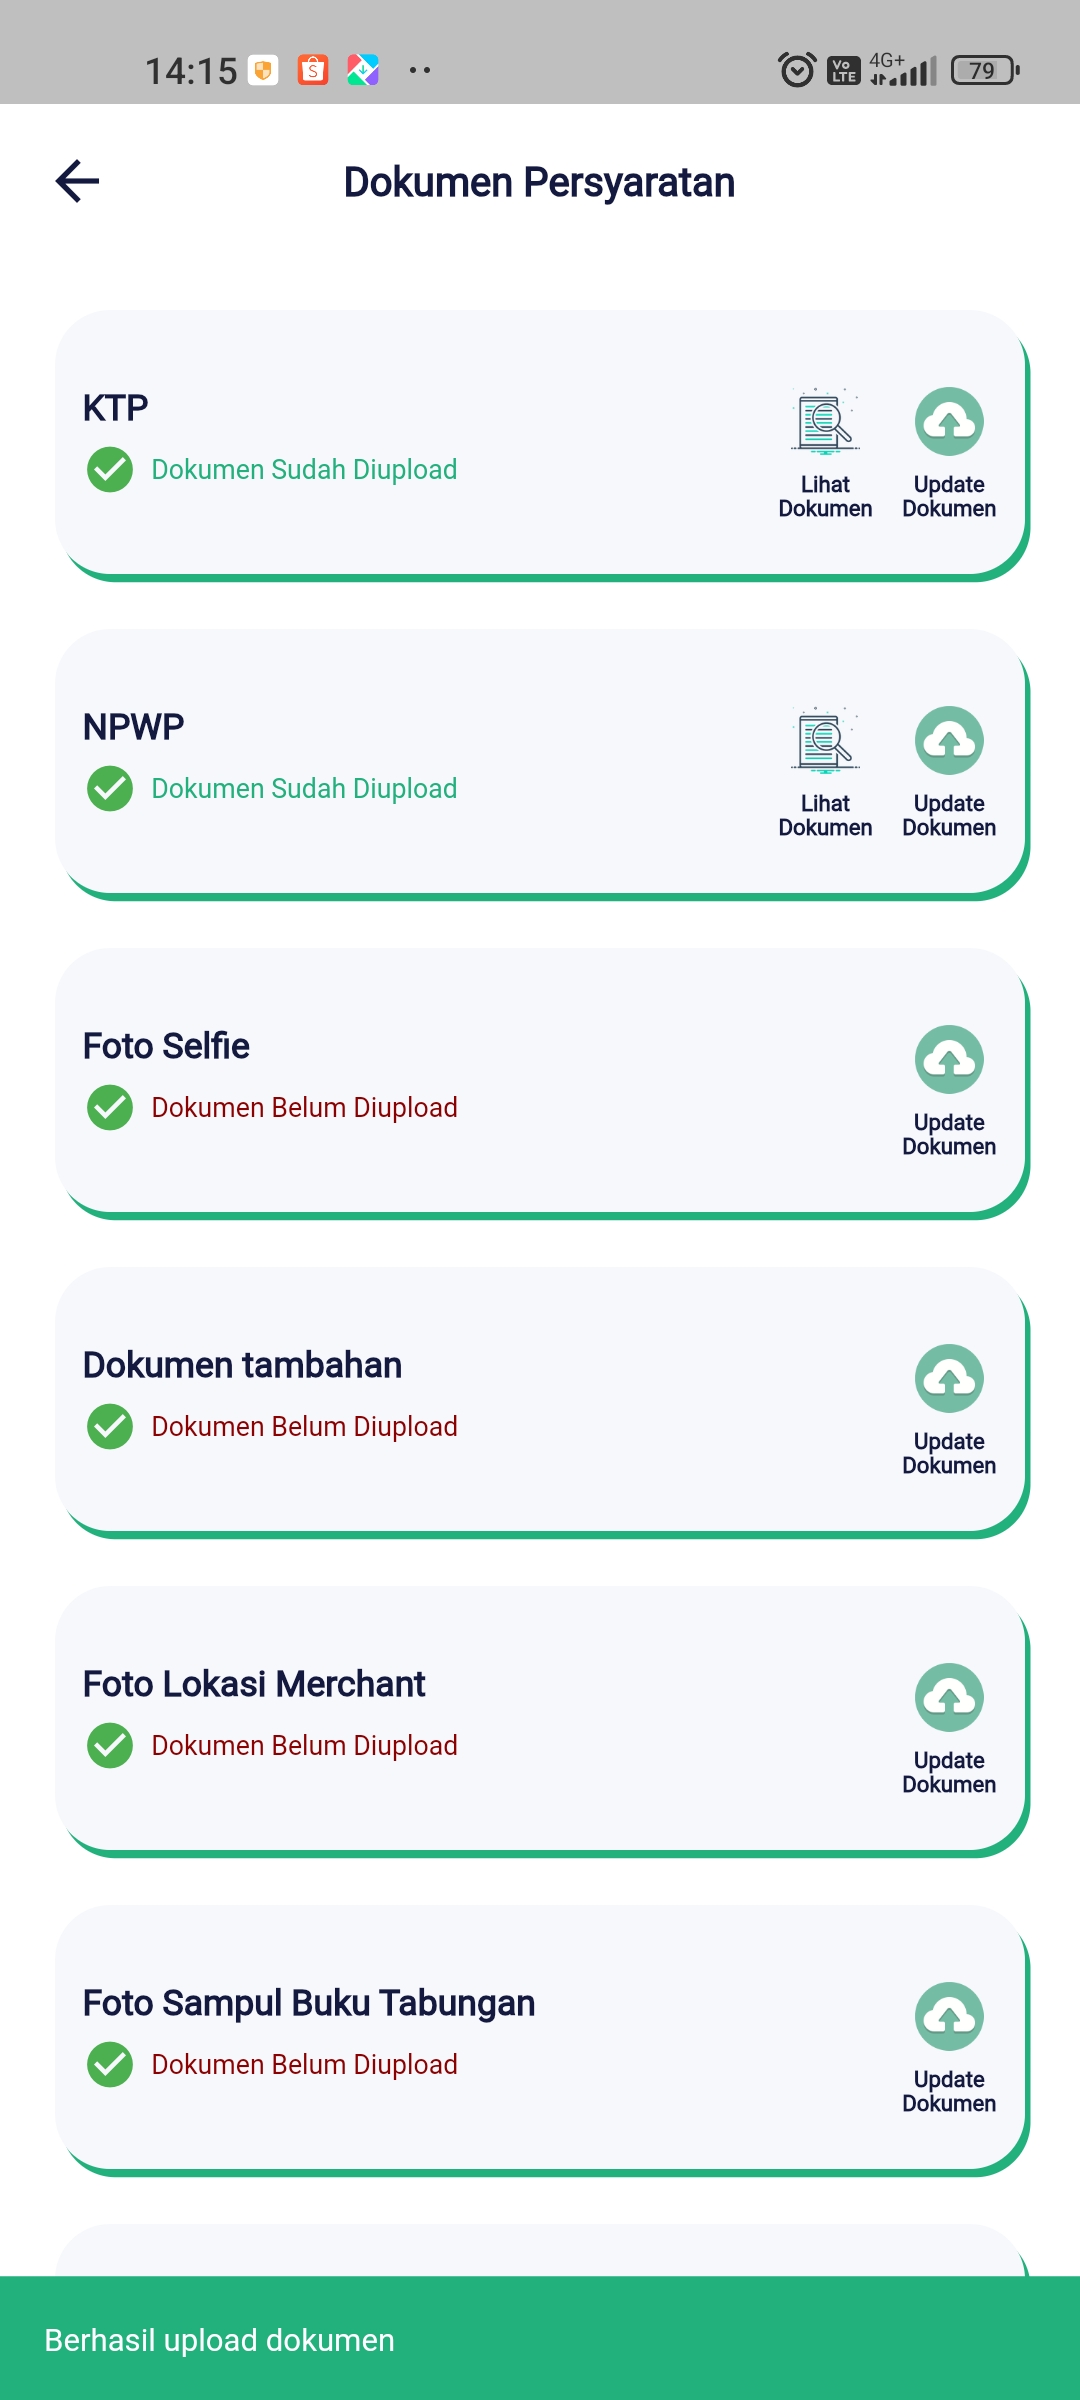 14:15
4G+
Vo
LTE
79
Dokumen Persyaratan
KTP
Dokumen Sudah Diupload
Lihat
Dokumen
Update
Dokumen
NPWP
Dokumen Sudah Diupload
Lihat
Dokumen
Update
Dokumen
Foto Selfie
Dokumen Belum Diupload
Update
Dokumen
Dokumen tambahan
Dokumen Belum Diupload
Update
Dokumen
Foto Lokasi Merchant
Dokumen Belum Diupload
Update
Dokumen
Foto Sampul Buku Tabungan
Dokumen Belum Diupload
Update
Dokumen
Berhasil upload dokumen